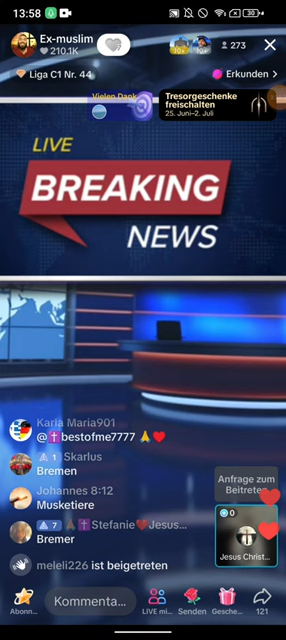 13:58
30
Ex-muslim
210.1K
273
Liga C1 Nr. 44
Erkunden >
Vielen Dank
Tresorgeschenke
freischalten
25. Juni–2. Juli
LIVE
BREAKING
NEWS
Karla Maria901
@✝️bestofme7777 🙏❤️
1 Skarlus
Bremen
Johannes 8:12
Musketiere
7 🙏🏽✝️Stefanie❤️Jesus...
Bremer
meleli226 ist beigetreten
Anfrage zum
Beitreten
0
Jesus Christ...
Abonn...
Kommenta...
LIVE mi...
Senden
Gesche...
121